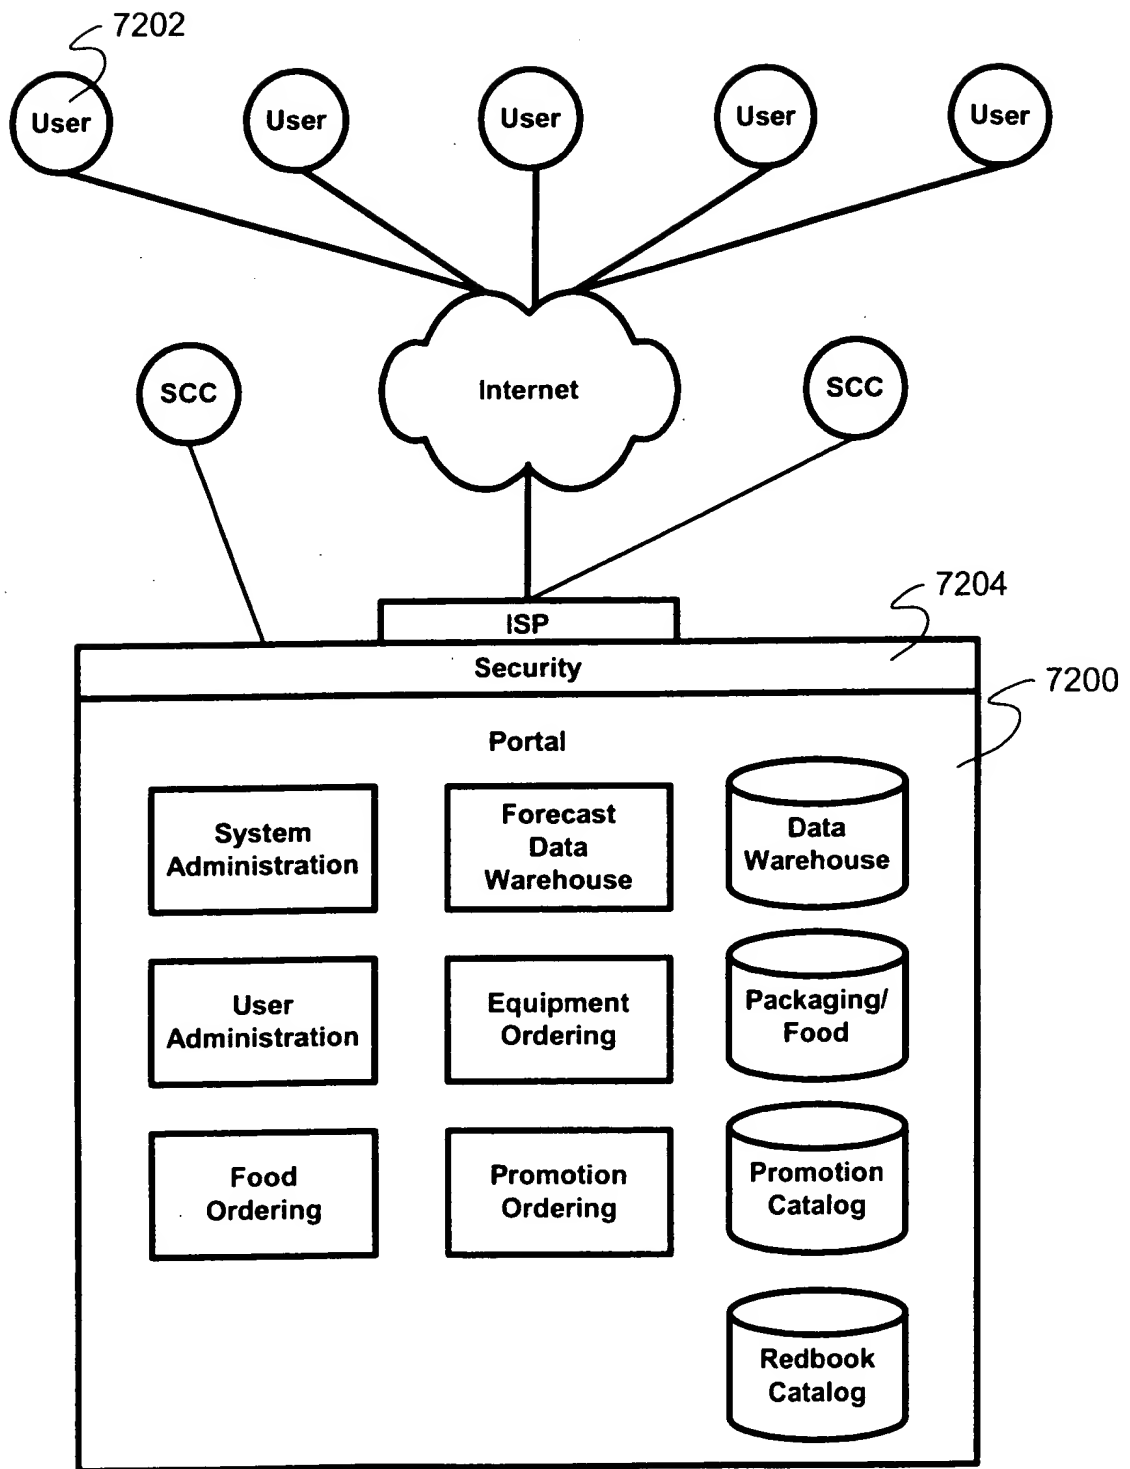 7202
User
User
User
User
User
Internet
SCC
SCC
7204
ISP
Security
7200
Portal
System
Administration
Forecast
Data
Warehouse
Data
Warehouse
User
Administration
Equipment
Ordering
Packaging/
Food
Food
Ordering
Promotion
Ordering
Promotion
Catalog
Redbook
Catalog